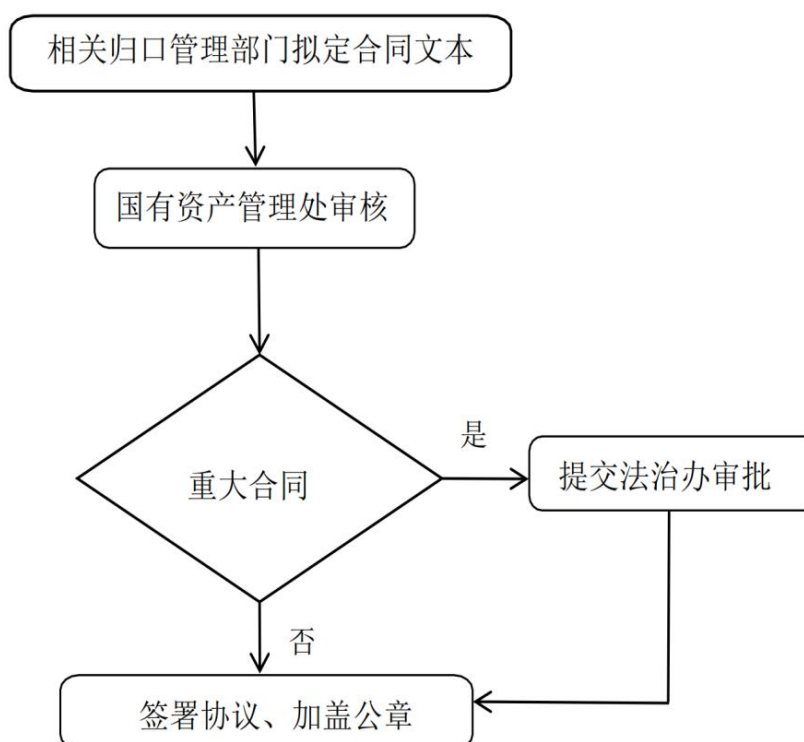 相关归口管理部门拟定合同文本
国有资产管理处审核
重大合同
是
提交法治办审批
否
签署协议、加盖公章